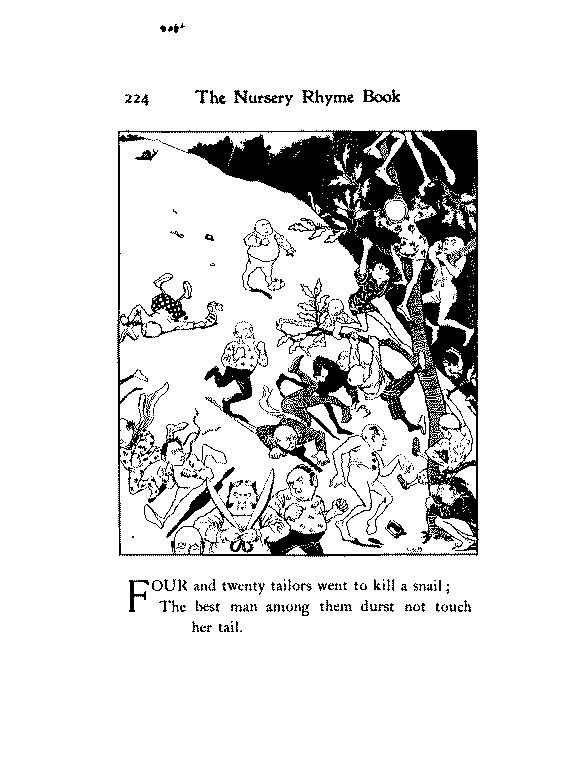 224 The Nursery Rhyme Book
FOUR and twenty tailors went to kill a snail;
The best man among them durst not touch
her tail.